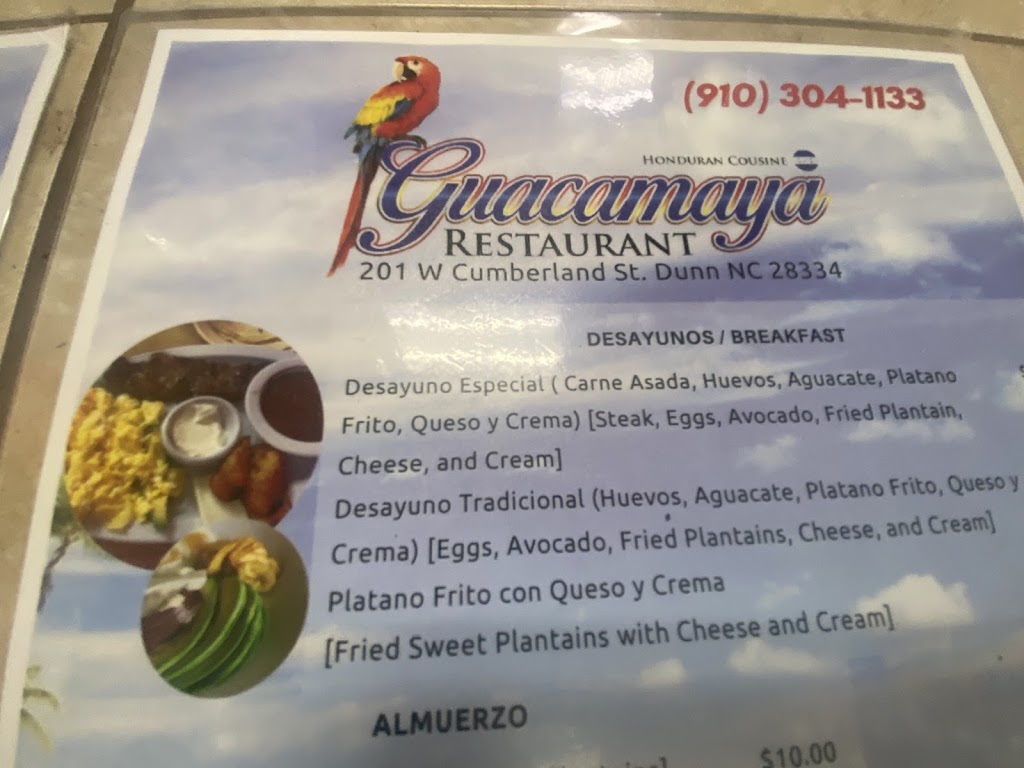 (910) 304-1133
HONDURAN COUSINE
Guacamaya
RESTAURANT
201 W Cumberland St. Dunn NC 28334
DESAYUNOS / BREAKFAST
Desayuno Especial ( Carne Asada, Huevos, Aguacate, Platano
Frito, Queso y Crema) [Steak, Eggs, Avocado, Fried Plantain,
Cheese, and Cream]
Desayuno Tradicional (Huevos, Aguacate, Platano Frito, Queso y
Crema) [Eggs, Avocado, Fried Plantains, Cheese, and Cream]
Platano Frito con Queso y Crema
[Fried Sweet Plantains with Cheese and Cream]
ALMUERZO
$10.00